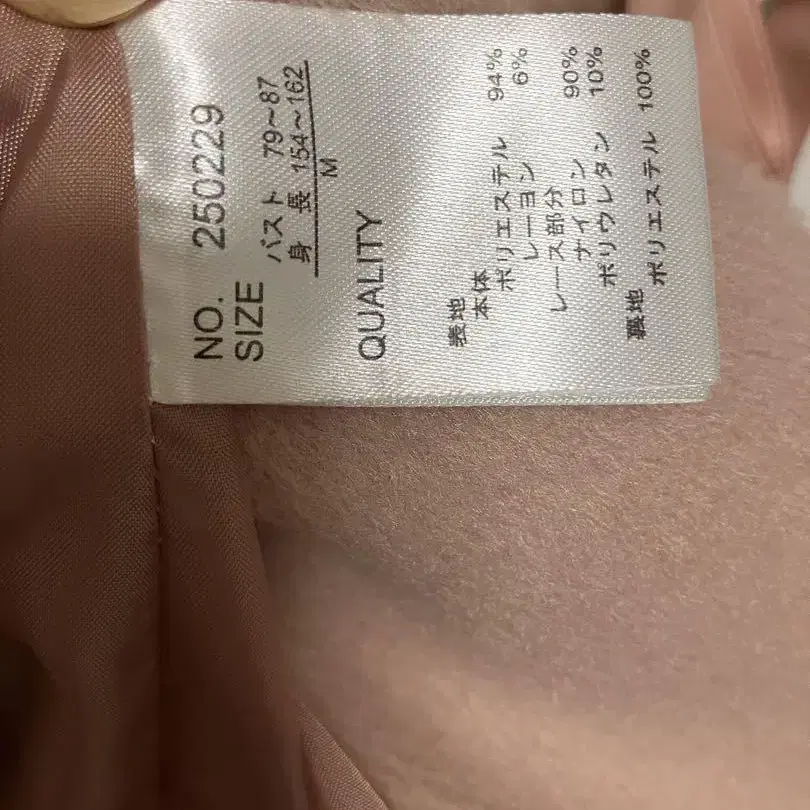 NO. 250229
SIZE
バスト 79～87
身 長 154～162
M
QUALITY
表地
本体
ポリエステル 94%
レーヨン 6%
レース部分
ナイロン 90%
ポリウレタン 10%
裏地
ポリエステル 100%